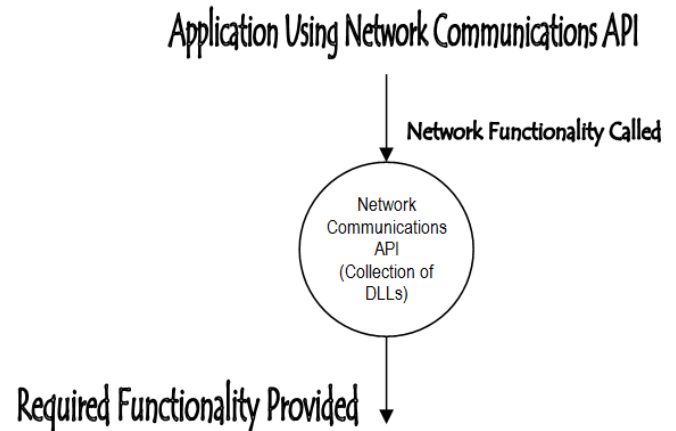 Application Using Network Communications API
Network Functionality Called
Network
Communications
API
(Collection of
DLLs)
Required Functionality Provided